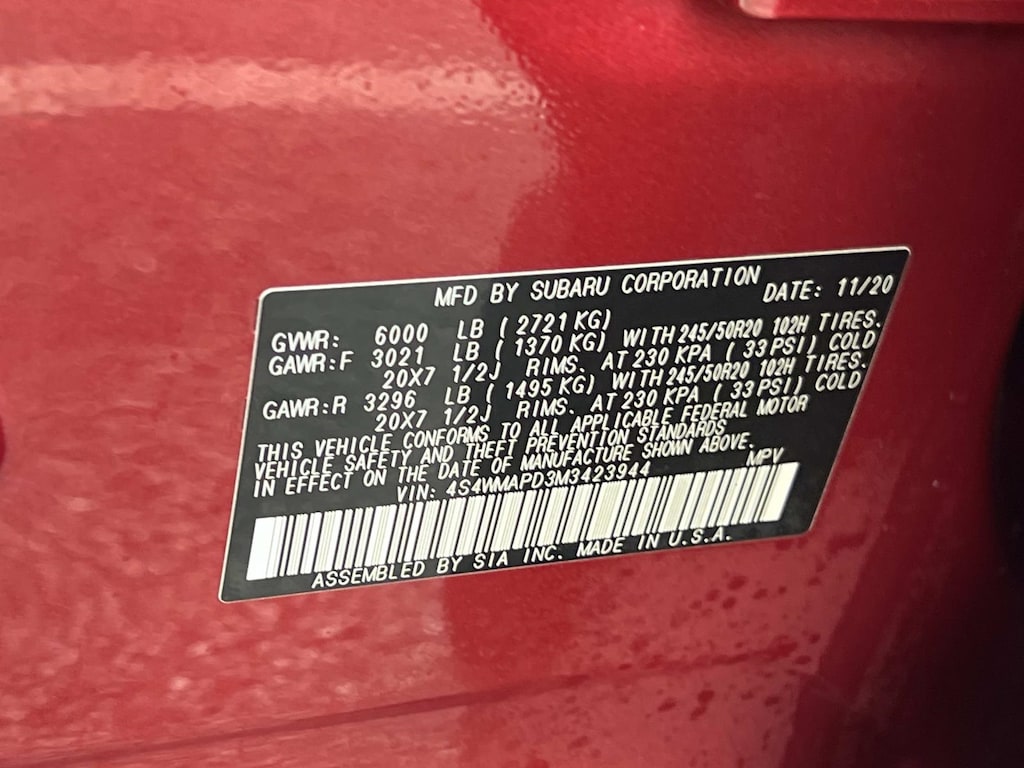 MFD BY SUBARU CORPORATION DATE: 11/20
GVWR: 6000 LB ( 2721 KG)
GAWR:F 3021 LB ( 1370 KG) WITH 245/50R20 102H TIRES.
20X7 1/2J RIMS. AT 230 KPA ( 33 PSI) COLD
GAWR:R 3296 LB ( 1495 KG) WITH 245/50R20 102H TIRES.
20X7 1/2J RIMS. AT 230 KPA ( 33 PSI) COLD
THIS VEHICLE CONFORMS TO ALL APPLICABLE FEDERAL MOTOR
VEHICLE SAFETY AND THEFT PREVENTION STANDARDS
IN EFFECT ON THE DATE OF MANUFACTURE SHOWN ABOVE.
VIN: 4S4WMAPD3M3423944 MPV
ASSEMBLED BY SIA INC. MADE IN U.S.A.